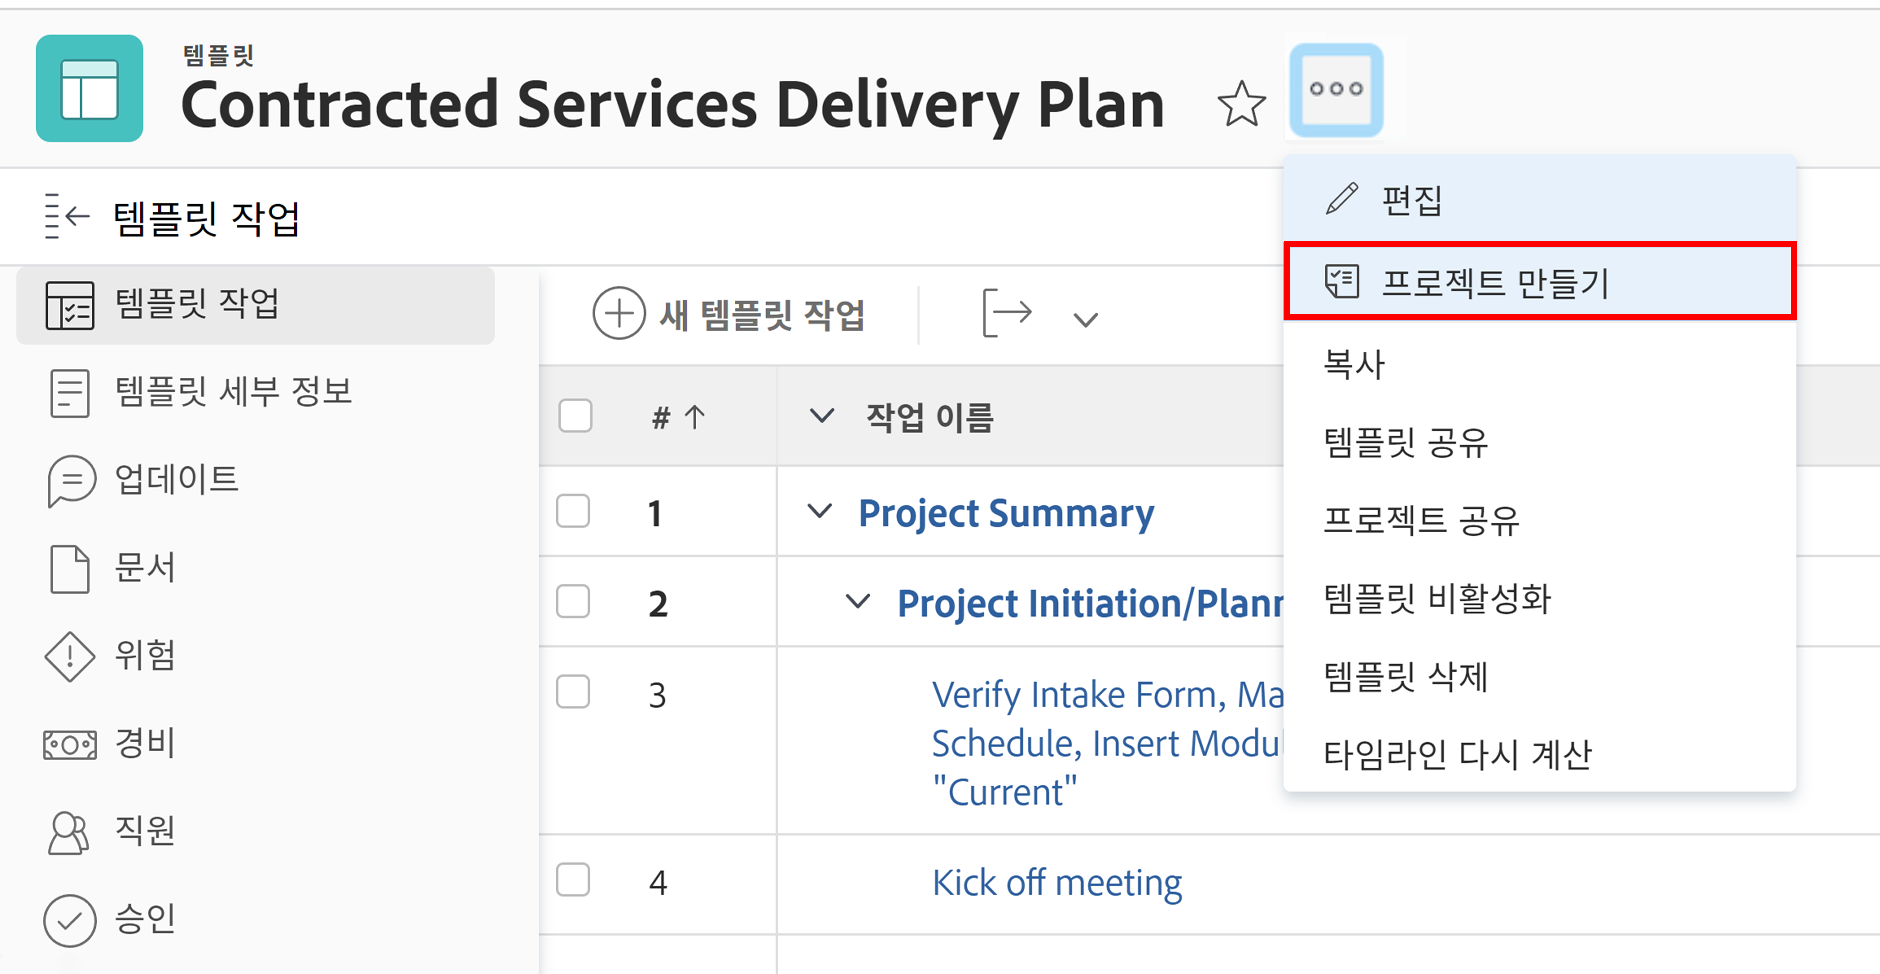 템플릿
Contracted Services Delivery Plan
템플릿 작업
템플릿 작업
템플릿 세부 정보
업데이트
문서
위험
경비
직원
승인
새 템플릿 작업
# 작업 이름
1 Project Summary
2 Project Initiation/Plann
3 Verify Intake Form, Ma
Schedule, Insert Modul
"Current"
4 Kick off meeting
편집
프로젝트 만들기
복사
템플릿 공유
프로젝트 공유
템플릿 비활성화
템플릿 삭제
타임라인 다시 계산